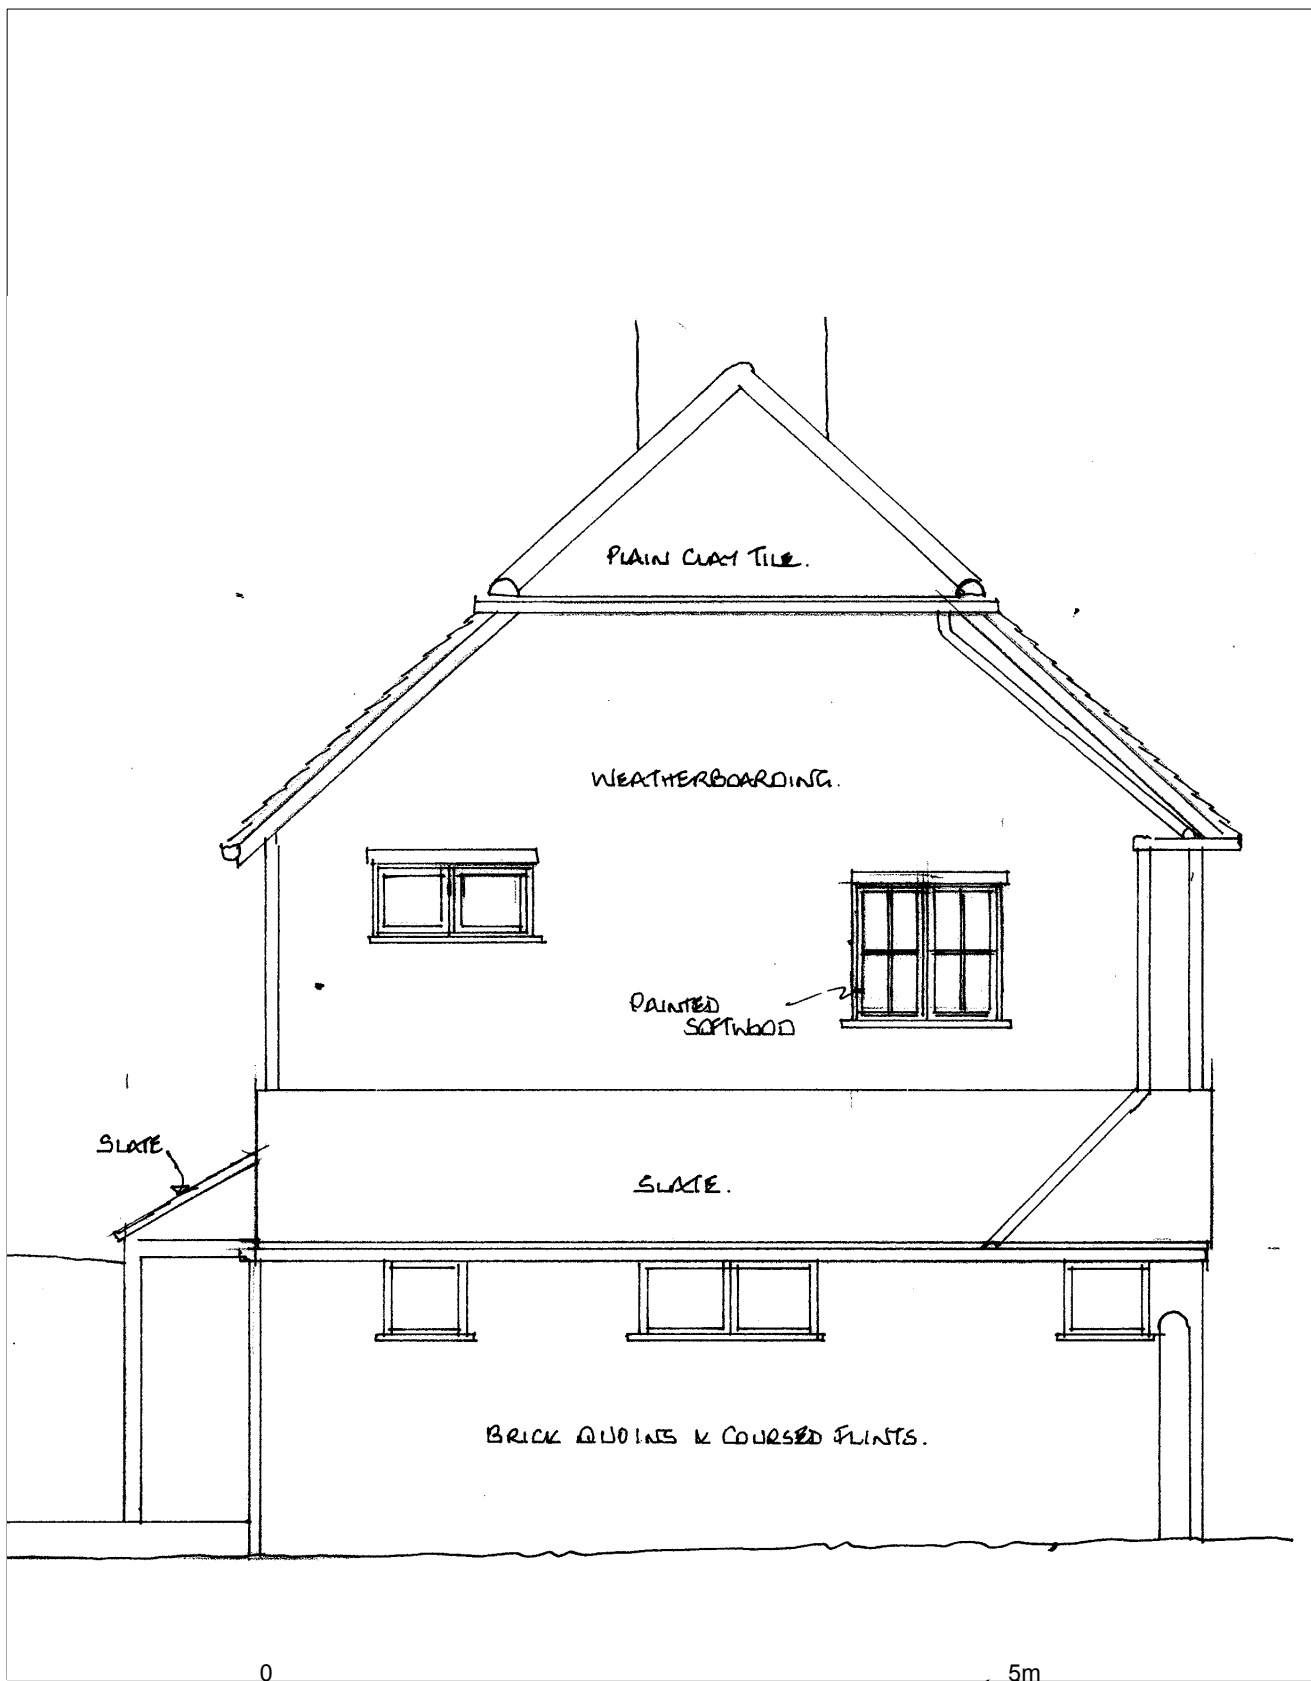 PLAIN CLAY TILE.
WEATHERBOARDING.
PAINTED
SOFTWOOD
SLATE
SLATE.
BRICK QUOINS & COURSED FLINTS.
0 5m